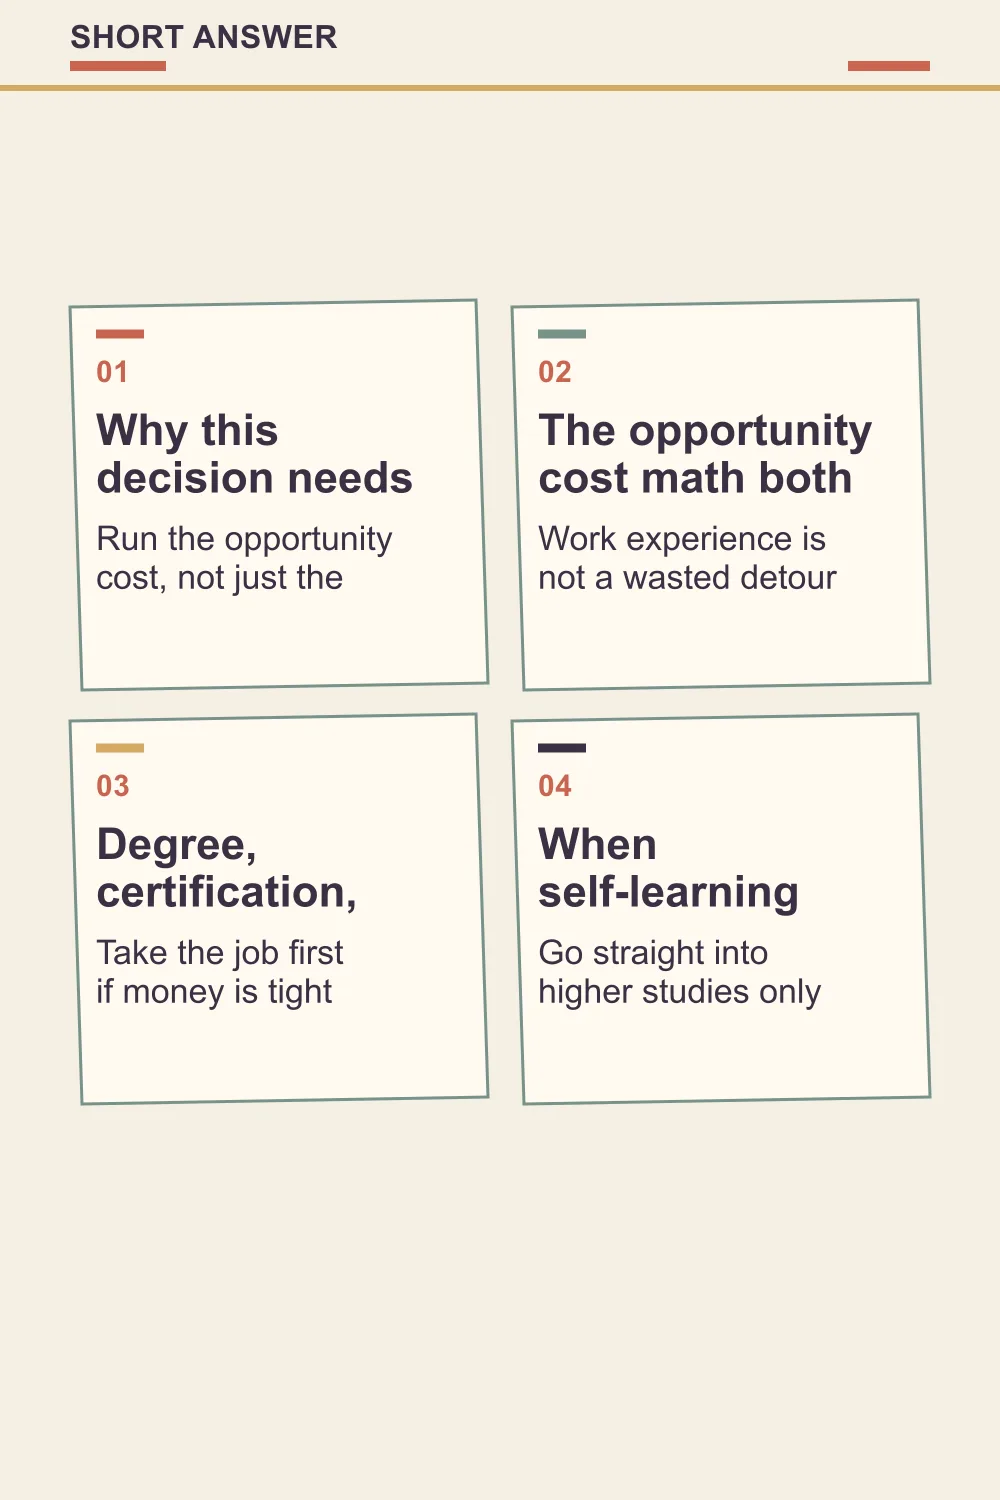 SHORT ANSWER
01
Why this
decision needs
Run the opportunity
cost, not just the
02
The opportunity
cost math both
Work experience is
not a wasted detour
03
Degree,
certification,
Take the job first
if money is tight
04
When
self-learning
Go straight into
higher studies only